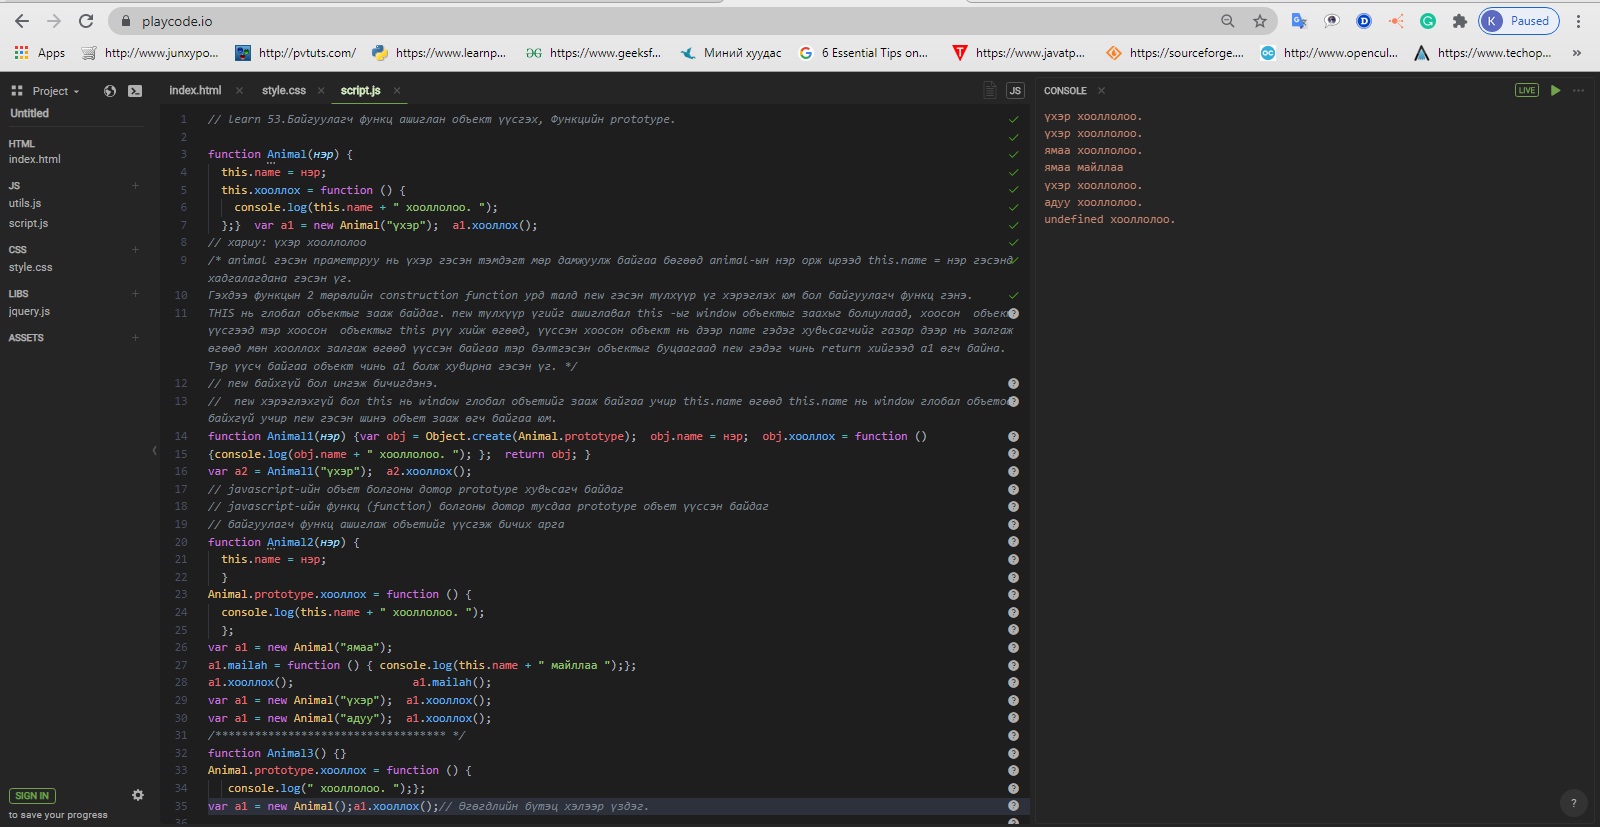 playcode.io
K Paused
Apps http://www.junxypo... http://pvtuts.com/ https://www.learnp... https://www.geeksf... Миний хуудас 6 Essential Tips on... https://www.javatp... https://sourceforge.... http://www.opencul... https://www.techop... »
Project
Untitled
HTML
index.html
JS
utils.js
script.js
CSS
style.css
LIBS
jquery.js
ASSETS
SIGN IN
to save your progress
index.html style.css script.js JS
1 // learn 53.Байгуулагч функц ашиглан объект үүсгэх, Функцийн prototype.
2
3 function Animal(нэр) {
4 this.name = нэр;
5 this.хооллох = function () {
6 console.log(this.name + " хооллолоо. ");
7 };} var a1 = new Animal("үхэр"); a1.хооллох();
8 // хариу: үхэр хооллолоо
9 /* animal гэсэн праметррүү нь үхэр гэсэн тэмдэгт мөр дамжуулж байгаа бөгөөд animal-ын нэр орж ирээд this.name = нэр гэсэнд
хадгалагдана гэсэн үг.
10 Гэхдээ функцын 2 төрөлийн construction function урд талд new гэсэн түлхүүр үг хэрэглэх юм бол байгуулагч функц гэнэ.
11 THIS нь глобал объектыг зааж байдаг. new түлхүүр үгийг ашиглавал this -ыг window объектыг заахыг болиулаад, хоосон объект
үүсгээд тэр хоосон объектыг this рүү хийж өгөөд, үүссэн хоосон объект нь дээр name гэдэг хувьсагчийг газар дээр нь залгаж
өгөөд мөн хооллох залгаж өгөөд үүссэн байгаа тэр бэлтгэсэн объектыг буцаагаад new гэдэг чинь return хийгээд a1 өгч байна.
Тэр үүсч байгаа объект чинь a1 болж хувирна гэсэн үг. */
12 // new байхгүй бол ингэж бичигдэнэ.
13 // new хэрэглэхгүй бол this нь window глобал объетийг зааж байгаа учир this.name өгөөд this.name нь window глобал объетод
байхгүй учир new гэсэн шинэ объет зааж өгч байгаа юм.
14 function Animal1(нэр) {var obj = Object.create(Animal.prototype); obj.name = нэр; obj.хооллох = function ()
15 {console.log(obj.name + " хооллолоо. "); }; return obj; }
16 var a2 = Animal1("үхэр"); a2.хооллох();
17 // javascript-ийн объет болгоны дотор prototype хувьсагч байдаг
18 // javascript-ийн функц (function) болгоны дотор тусдаа prototype объет үүссэн байдаг
19 // байгуулагч функц ашиглаж объетийг үүсгэж бичих арга
20 function Animal2(нэр) {
21 this.name = нэр;
22 }
23 Animal.prototype.хооллох = function () {
24 console.log(this.name + " хооллолоо. ");
25 };
26 var a1 = new Animal("ямаа");
27 a1.mailah = function () { console.log(this.name + " майллаа ");};
28 a1.хооллох(); a1.mailah();
29 var a1 = new Animal("үхэр"); a1.хооллох();
30 var a1 = new Animal("адуу"); a1.хооллох();
31 /*********************************** */
32 function Animal3() {}
33 Animal.prototype.хооллох = function () {
34 console.log(" хооллолоо. ");};
35 var a1 = new Animal();a1.хооллох();// Өгөгдлийн бүтэц хэлээр үздэг.
36
CONSOLE LIVE
үхэр хооллолоо.
үхэр хооллолоо.
ямаа хооллолоо.
ямаа майллаа
үхэр хооллолоо.
адуу хооллолоо.
undefined хооллолоо.
?